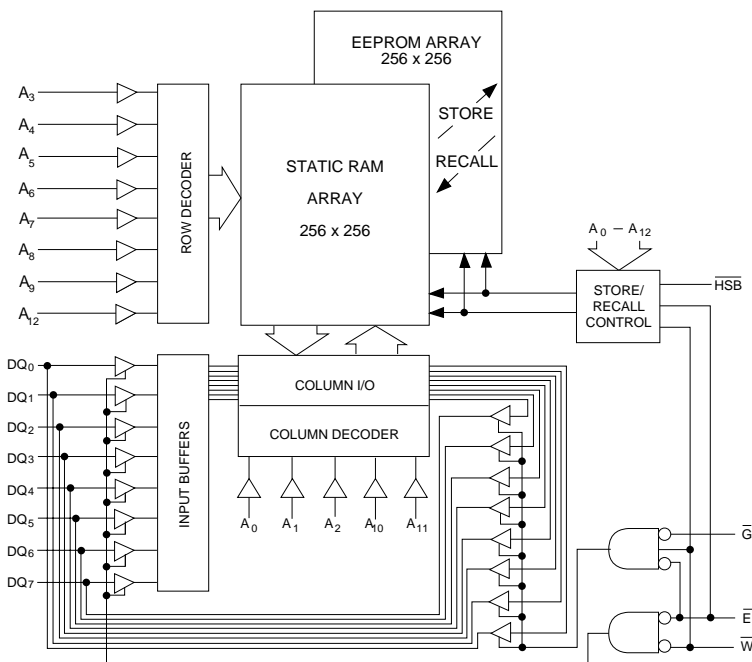 EEPROM ARRAY
256 x 256
STORE
RECALL
STATIC RAM
ARRAY
256 x 256
A3
A4
A5
A6
A7
A8
A9
A12
ROW DECODER
A0 – A12
STORE/
RECALL
CONTROL
HSB
DQ0
DQ1
DQ2
DQ3
DQ4
DQ5
DQ6
DQ7
INPUT BUFFERS
COLUMN I/O
COLUMN DECODER
A0 A1 A2 A10 A11
G
E
W